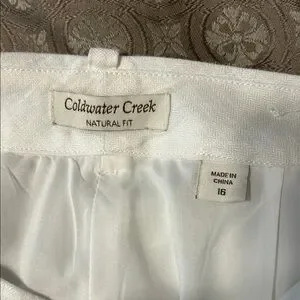 Coldwater Creek
NATURAL FIT
MADE IN
CHINA
16